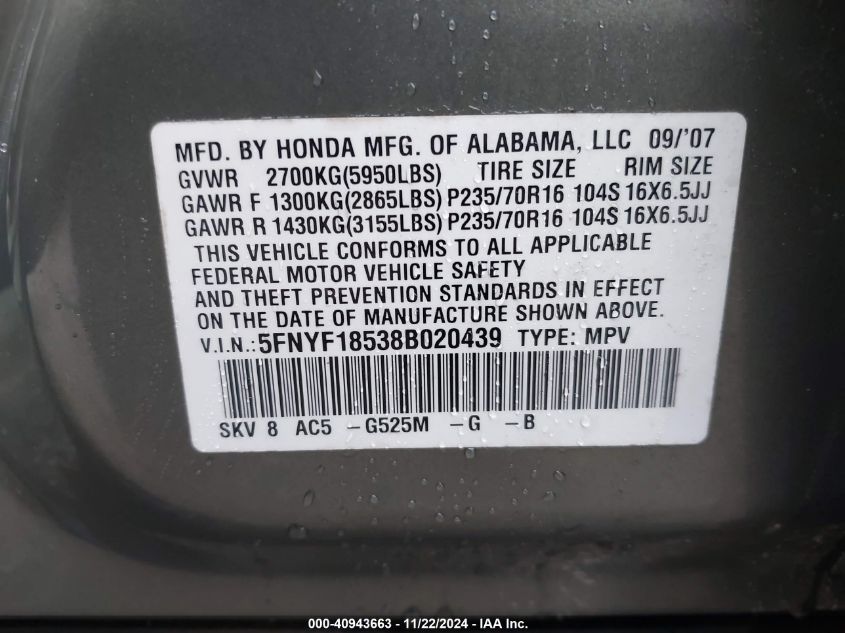 MFD. BY HONDA MFG. OF ALABAMA, LLC 09/'07
GVWR 2700KG(5950LBS) TIRE SIZE RIM SIZE
GAWR F 1300KG(2865LBS) P235/70R16 104S 16X6.5JJ
GAWR R 1430KG(3155LBS) P235/70R16 104S 16X6.5JJ
THIS VEHICLE CONFORMS TO ALL APPLICABLE
FEDERAL MOTOR VEHICLE SAFETY
AND THEFT PREVENTION STANDARDS IN EFFECT
ON THE DATE OF MANUFACTURE SHOWN ABOVE.
V.I.N.: 5FNYF18538B020439 TYPE: MPV
SKV 8 AC5 -G525M -G -B
000-40943663 - 11/22/2024 - IAA Inc.